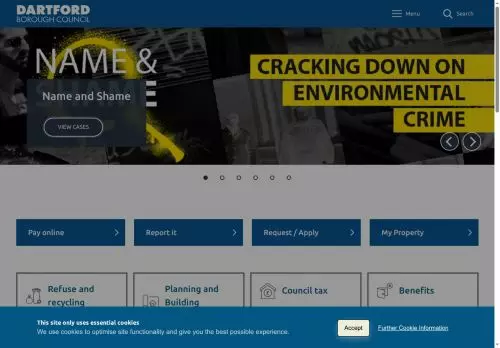 DARTFORD
BOROUGH COUNCIL
Menu
Search
NAME &
Name and Shame
VIEW CASES
CRACKING DOWN ON
ENVIRONMENTAL
CRIME
Pay online
Report it
Request / Apply
My Property
Refuse and
recycling
Planning and
Building
Council tax
Benefits
This site only uses essential cookies
We use cookies to optimise site functionality and give you the best possible experience.
Accept
Further Cookie Information